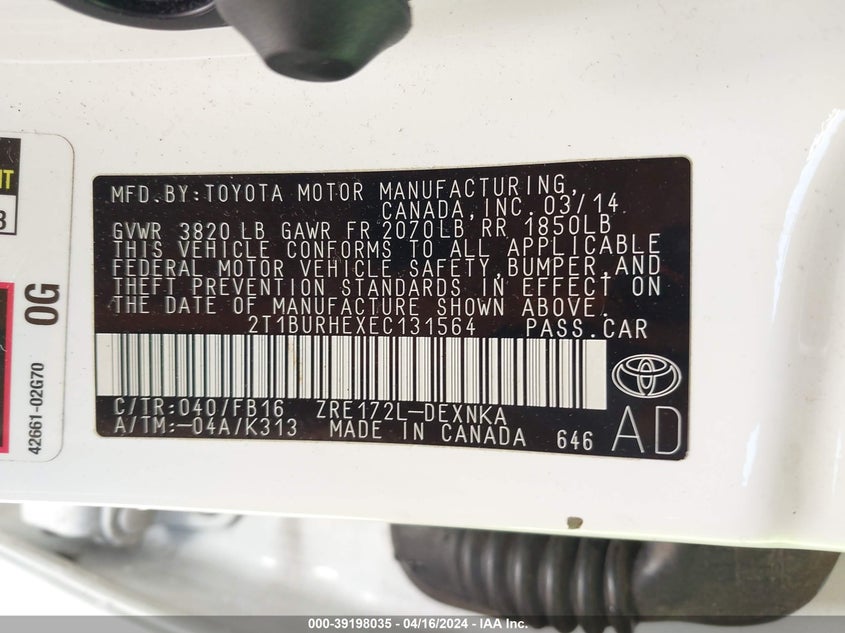 MFD.BY:TOYOTA MOTOR MANUFACTURING,
CANADA,INC. 03/14
GVWR 3820 LB GAWR FR 2070LB RR 1850LB
THIS VEHICLE CONFORMS TO ALL APPLICABLE
FEDERAL MOTOR VEHICLE SAFETY,BUMPER,AND
THEFT PREVENTION STANDARDS IN EFFECT ON
THE DATE OF MANUFACTURE SHOWN ABOVE.
2T1BURHEXEC131564 PASS.CAR
C/TR:040/FB16 ZRE172L-DEXNKA
A/TM:-04A/K313 MADE IN CANADA 646 AD
0G
42661-02G70
000-39198035 - 04/16/2024 - IAA Inc.